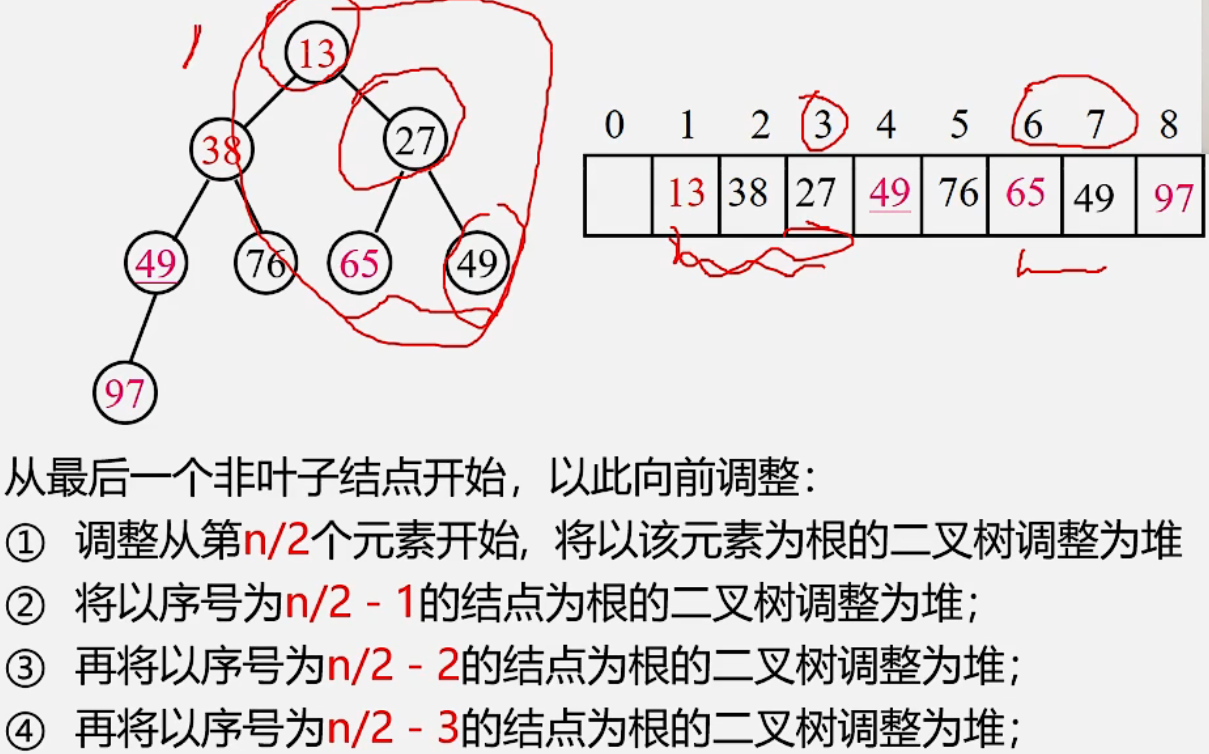 13
38 27
0 1 2 3 4 5 6 7 8
13 38 27 49 76 65 49 97
49 76 65 49
97
从最后一个非叶子结点开始，以此向前调整：
① 调整从第n/2个元素开始，将以该元素为根的二叉树调整为堆
② 将以序号为n/2 - 1的结点为根的二叉树调整为堆；
③ 再将以序号为n/2 - 2的结点为根的二叉树调整为堆；
④ 再将以序号为n/2 - 3的结点为根的二叉树调整为堆；